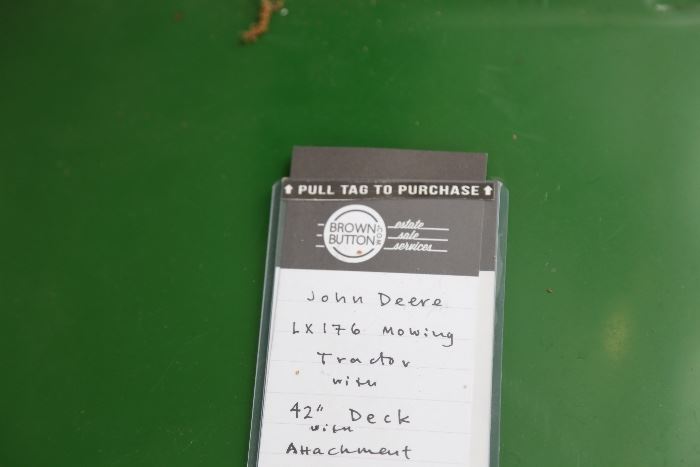 ↑ PULL TAG TO PURCHASE ↑
BROWN
BUTTON
.COM
estate
sale
services
John Deere
LX176 Mowing
Tractor
with
42" Deck
with
Attachment